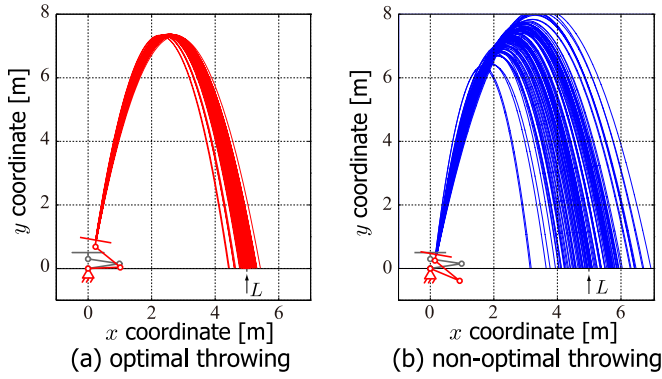 8
6
4
2
0
y coordinate [m]
0 2 4 6
L
x coordinate [m]
(a) optimal throwing
8
6
4
2
0
y coordinate [m]
0 2 4 6
L
x coordinate [m]
(b) non-optimal throwing